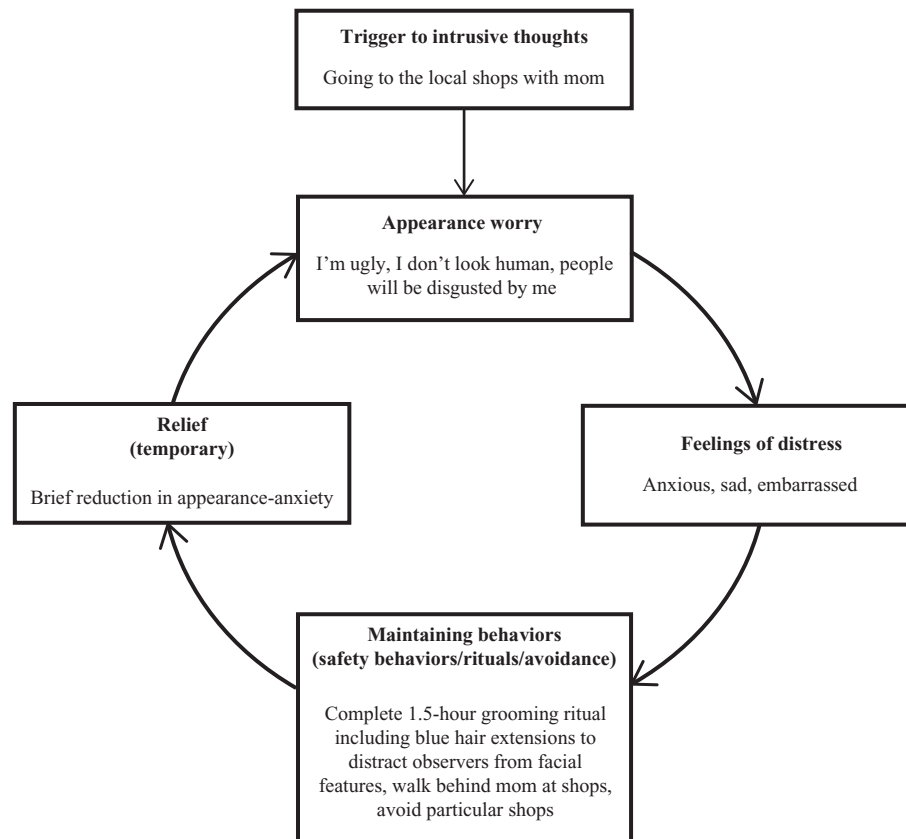 Trigger to intrusive thoughts
Going to the local shops with mom
Appearance worry
I'm ugly, I don't look human, people
will be disgusted by me
Relief
(temporary)
Brief reduction in appearance-anxiety
Feelings of distress
Anxious, sad, embarrassed
Maintaining behaviors
(safety behaviors/rituals/avoidance)
Complete 1.5-hour grooming ritual
including blue hair extensions to
distract observers from facial
features, walk behind mom at shops,
avoid particular shops